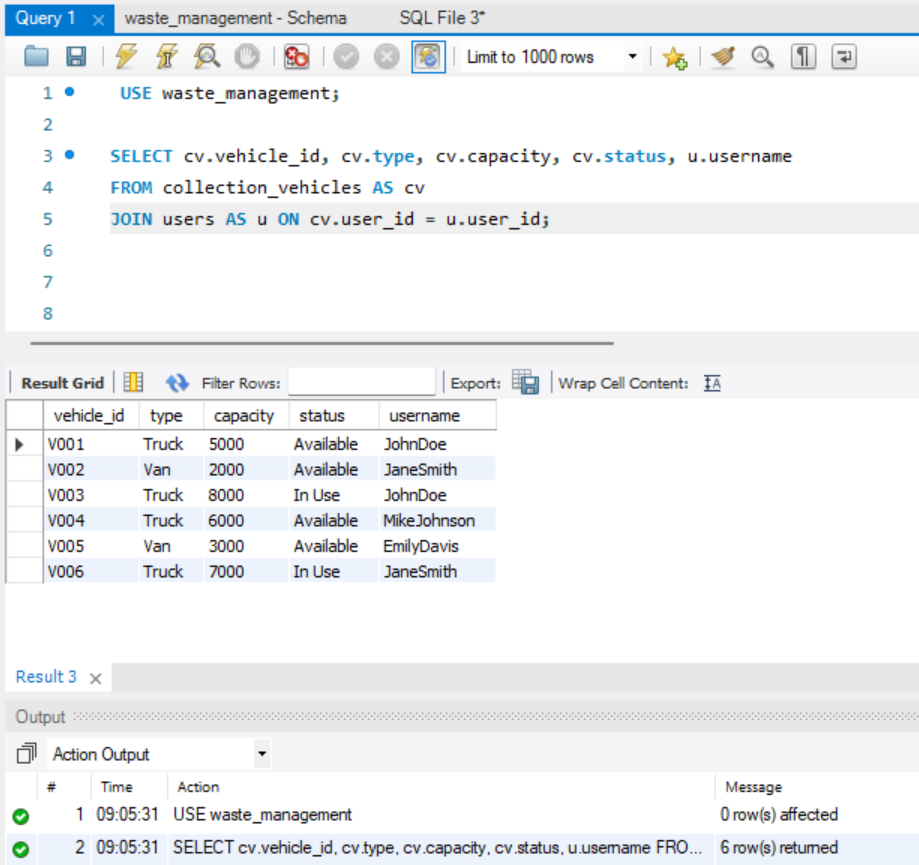 Query 1 waste_management - Schema SQL File 3*
Limit to 1000 rows
1 USE waste_management;
2
3 SELECT cv.vehicle_id, cv.type, cv.capacity, cv.status, u.username
4 FROM collection_vehicles AS cv
5 JOIN users AS u ON cv.user_id = u.user_id;
6
7
8
Result Grid Filter Rows: Export: Wrap Cell Content: IA
vehicle_id type capacity status username
V001 Truck 5000 Available JohnDoe
V002 Van 2000 Available JaneSmith
V003 Truck 8000 In Use JohnDoe
V004 Truck 6000 Available MikeJohnson
V005 Van 3000 Available EmilyDavis
V006 Truck 7000 In Use JaneSmith
Result 3
Output
Action Output
# Time Action Message
1 09:05:31 USE waste_management 0 row(s) affected
2 09:05:31 SELECT cv.vehicle_id, cv.type, cv.capacity, cv.status, u.username FRO... 6 row(s) returned